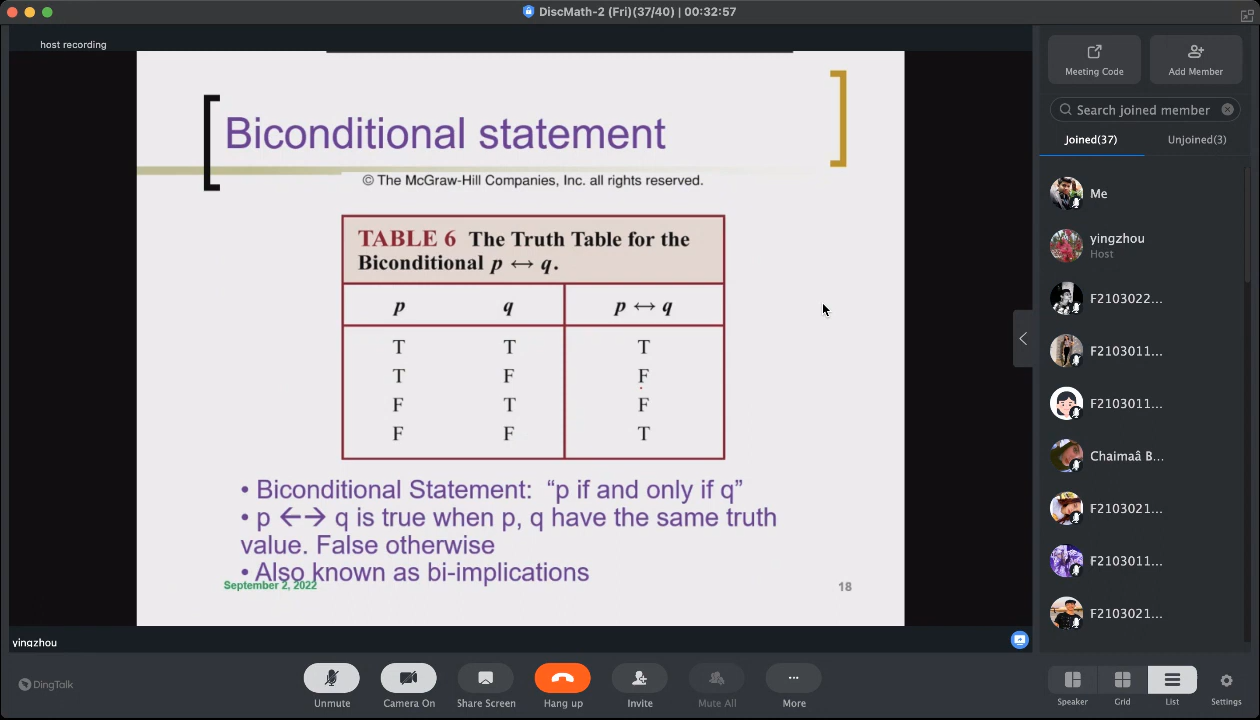 DiscMath-2 (Fri)(37/40) | 00:32:57
host recording
Biconditional statement
© The McGraw-Hill Companies, Inc. all rights reserved.
TABLE 6 The Truth Table for the
Biconditional p ↔ q.
p q p ↔ q
T T T
T F F
F T F
F F T
• Biconditional Statement: “p if and only if q”
• p ←→ q is true when p, q have the same truth
value. False otherwise
• Also known as bi-implications
September 2, 2022
18
yingzhou
Meeting Code
Add Member
Search joined member
Joined(37)
Unjoined(3)
Me
yingzhou
Host
F2103022...
F2103011...
F2103011...
Chaimaâ B...
F2103021...
F2103011...
F2103021...
DingTalk
Unmute
Camera On
Share Screen
Hang up
Invite
Mute All
More
Speaker
Grid
List
Settings